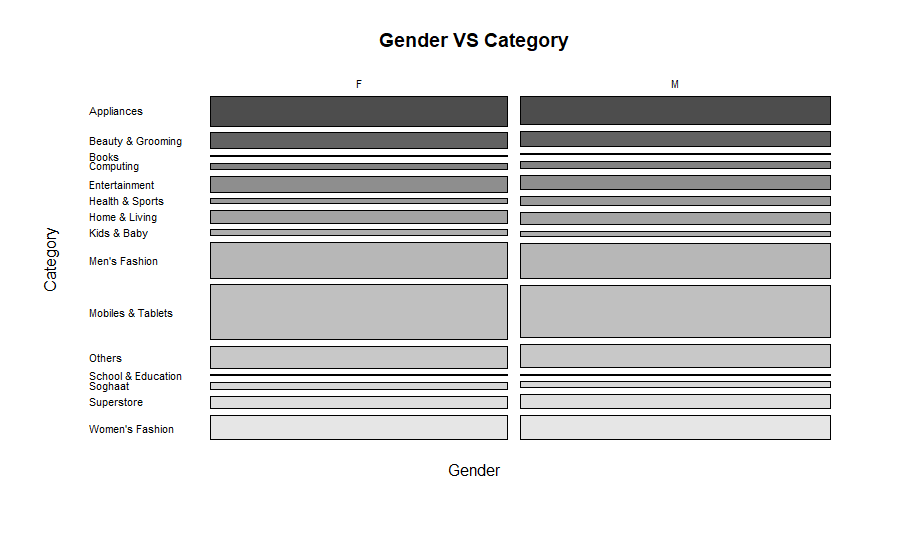 Gender VS Category
F M
Appliances
Beauty & Grooming
Books
Computing
Entertainment
Health & Sports
Home & Living
Kids & Baby
Category
Men's Fashion
Mobiles & Tablets
Others
School & Education
Soghaat
Superstore
Women's Fashion
Gender